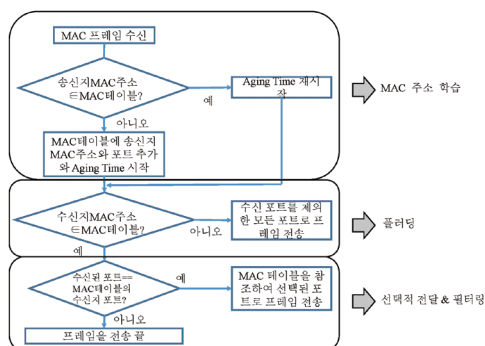 MAC 프레임 수신
송신지MAC주소
∈MAC테이블?
예
Aging Time 재시
작
MAC 주소 학습
아니오
MAC테이블에 송신지
MAC주소와 포트 추가
와 Aging Time 시작
수신지MAC주소
∈MAC테이블?
아니오
수신 포트를 제외
한 모든 포트로 프
레임 전송
플러딩
예
수신된 포트==
MAC테이블의
수신지 포트?
예
MAC 테이블을 참
조하여 선택된 포
트로 프레임 전송
선택적 전달 & 필터링
아니오
프레임을 전송 끝